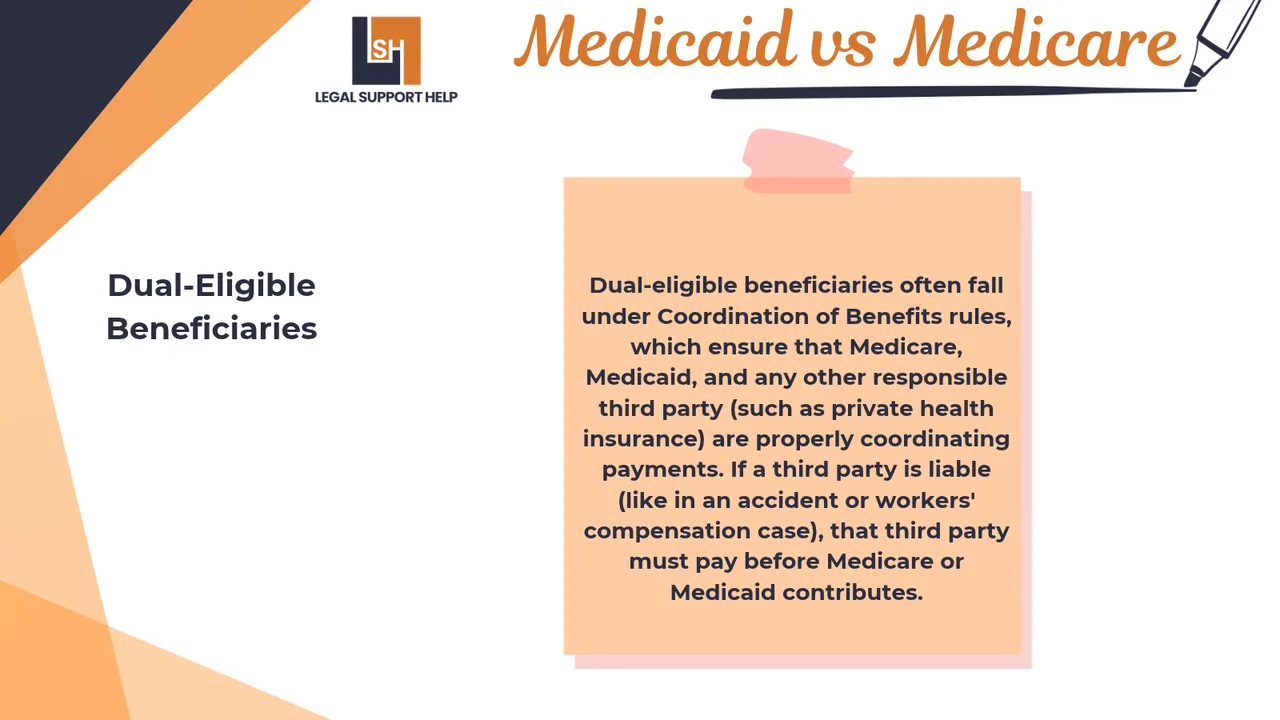 SH
LEGAL SUPPORT HELP
Medicaid vs Medicare
Dual-Eligible
Beneficiaries
Dual-eligible beneficiaries often fall
under Coordination of Benefits rules,
which ensure that Medicare,
Medicaid, and any other responsible
third party (such as private health
insurance) are properly coordinating
payments. If a third party is liable
(like in an accident or workers'
compensation case), that third party
must pay before Medicare or
Medicaid contributes.